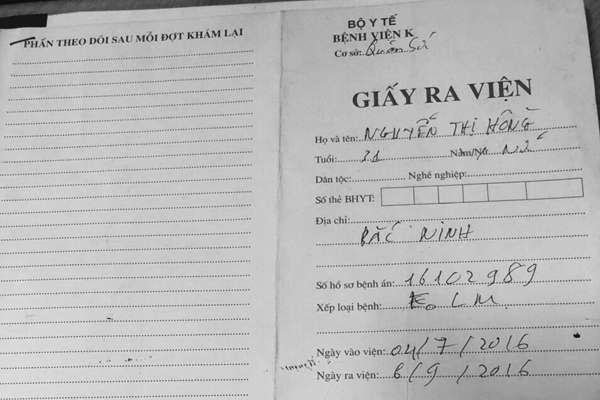 PHẦN THEO DÕI SAU MỖI ĐỢT KHÁM LẠI
BỘ Y TẾ
BỆNH VIỆN K
Cơ sở: Quán Sứ
GIẤY RA VIỆN
Họ và tên: NGUYỄN THỊ HỒNG
Tuổi: 21 Nam/Nữ Nữ
Dân tộc: Nghề nghiệp:
Số thẻ BHYT:
Địa chỉ:
BẮC NINH
Số hồ sơ bệnh án: 16102989
Xếp loại bệnh: K. LM.
Ngày vào viện: 04/7/2016
Ngày ra viện: 6/9/2016